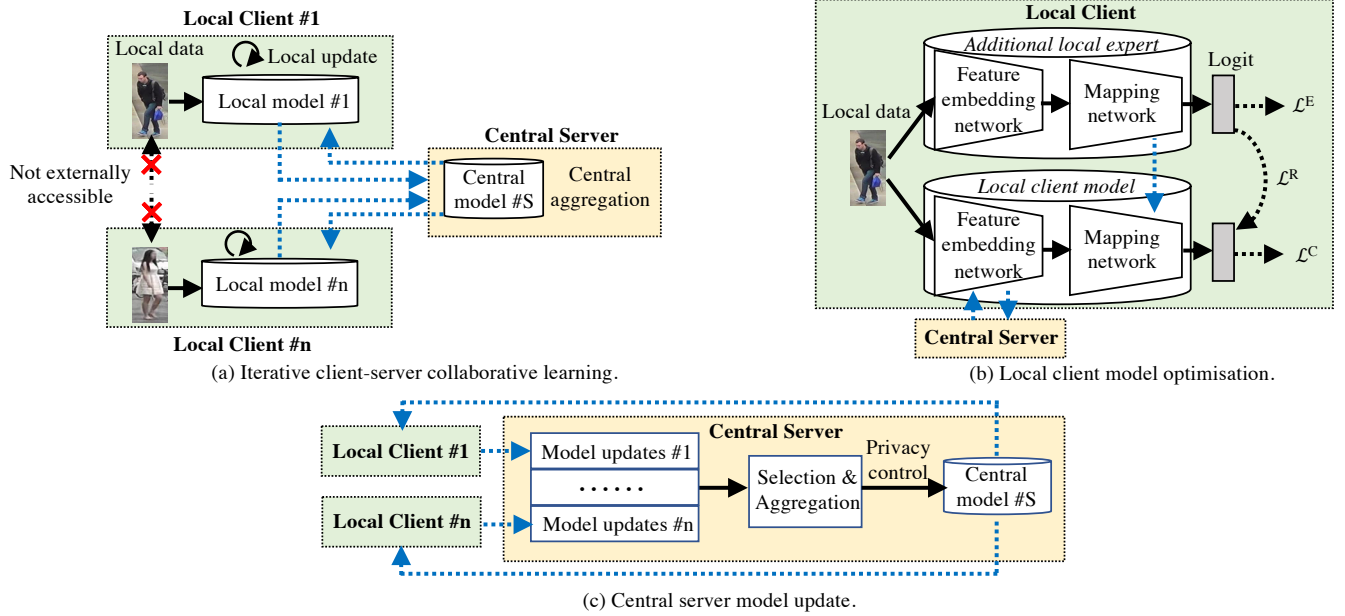 Local Client #1
Local data
Local update
Local model #1
Not externally
accessible
Central Server
Central
model #S
Central
aggregation
Local model #n
Local Client #n
(a) Iterative client-server collaborative learning.
Local Client
Additional local expert
Local data
Feature
embedding
network
Mapping
network
Logit
ℒᴱ
ℒᴿ
Local client model
Feature
embedding
network
Mapping
network
ℒᶜ
Central Server
(b) Local client model optimisation.
Local Client #1
Local Client #n
Central Server
Model updates #1
......
Model updates #n
Selection &
Aggregation
Privacy
control
Central
model #S
(c) Central server model update.